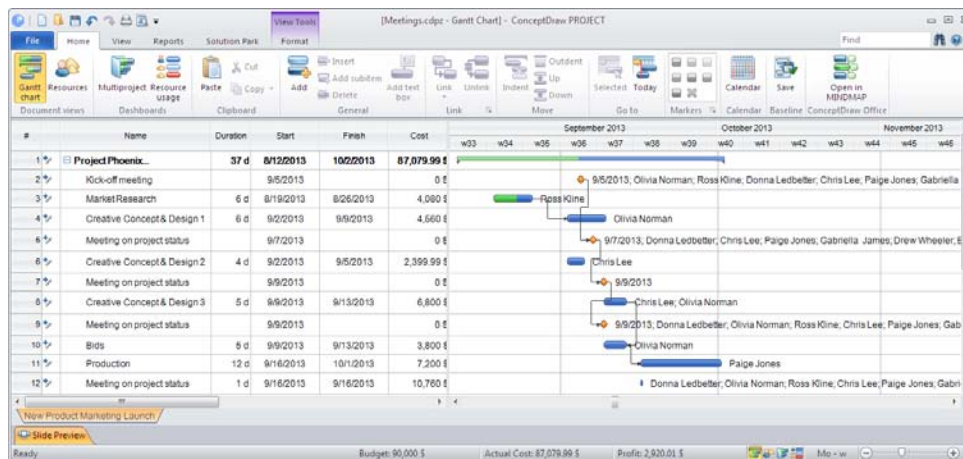 [Meetings.cdpz - Gantt Chart] - ConceptDraw PROJECT
View Tools
File Home View Reports Solution Park Format Find
Gantt chart Resources Multiproject Resource usage Paste Cut Copy Add Insert Add subitem Delete Add text box Link Unlink Indent Outdent Up Down Selected Today Calendar Save Open in MINDMAP
Document views Dashboards Clipboard General Link Move Go to Markers Calendar Baseline ConceptDraw Office
# Name Duration Start Finish Cost September 2013 October 2013 November 2013
w33 w34 w35 w36 w37 w38 w39 w40 w41 w42 w43 w44 w45 w46
1 Project Phoenix... 37 d 8/12/2013 10/2/2013 87,079.99 $
2 Kick-off meeting 9/5/2013 0 $ 9/5/2013; Olivia Norman; Ross Kline; Donna Ledbetter; Chris Lee; Paige Jones; Gabriella
3 Market Research 6 d 8/19/2013 8/26/2013 4,080 $ Ross Kline
4 Creative Concept & Design 1 6 d 9/2/2013 9/9/2013 4,560 $ Olivia Norman
5 Meeting on project status 9/7/2013 0 $ 9/7/2013; Donna Ledbetter; Chris Lee; Paige Jones; Gabriella James; Drew Wheeler;
6 Creative Concept & Design 2 4 d 9/2/2013 9/5/2013 2,399.99 $ Chris Lee
7 Meeting on project status 9/9/2013 0 $ 9/9/2013
8 Creative Concept & Design 3 5 d 9/9/2013 9/13/2013 6,800 $ Chris Lee; Olivia Norman
9 Meeting on project status 9/9/2013 0 $ 9/9/2013; Donna Ledbetter; Olivia Norman; Ross Kline; Chris Lee; Paige Jones; Gab
10 Bids 5 d 9/9/2013 9/13/2013 3,800 $ Olivia Norman
11 Production 12 d 9/16/2013 10/1/2013 7,200 $ Paige Jones
12 Meeting on project status 1 d 9/16/2013 9/16/2013 10,760 $ Donna Ledbetter; Olivia Norman; Ross Kline; Chris Lee; Paige Jones; Gabri
New Product Marketing Launch
Slide Preview
Ready Budget: 90,000 $ Actual Cost: 87,079.99 $ Profit: 2,920.01 $ Mo - w